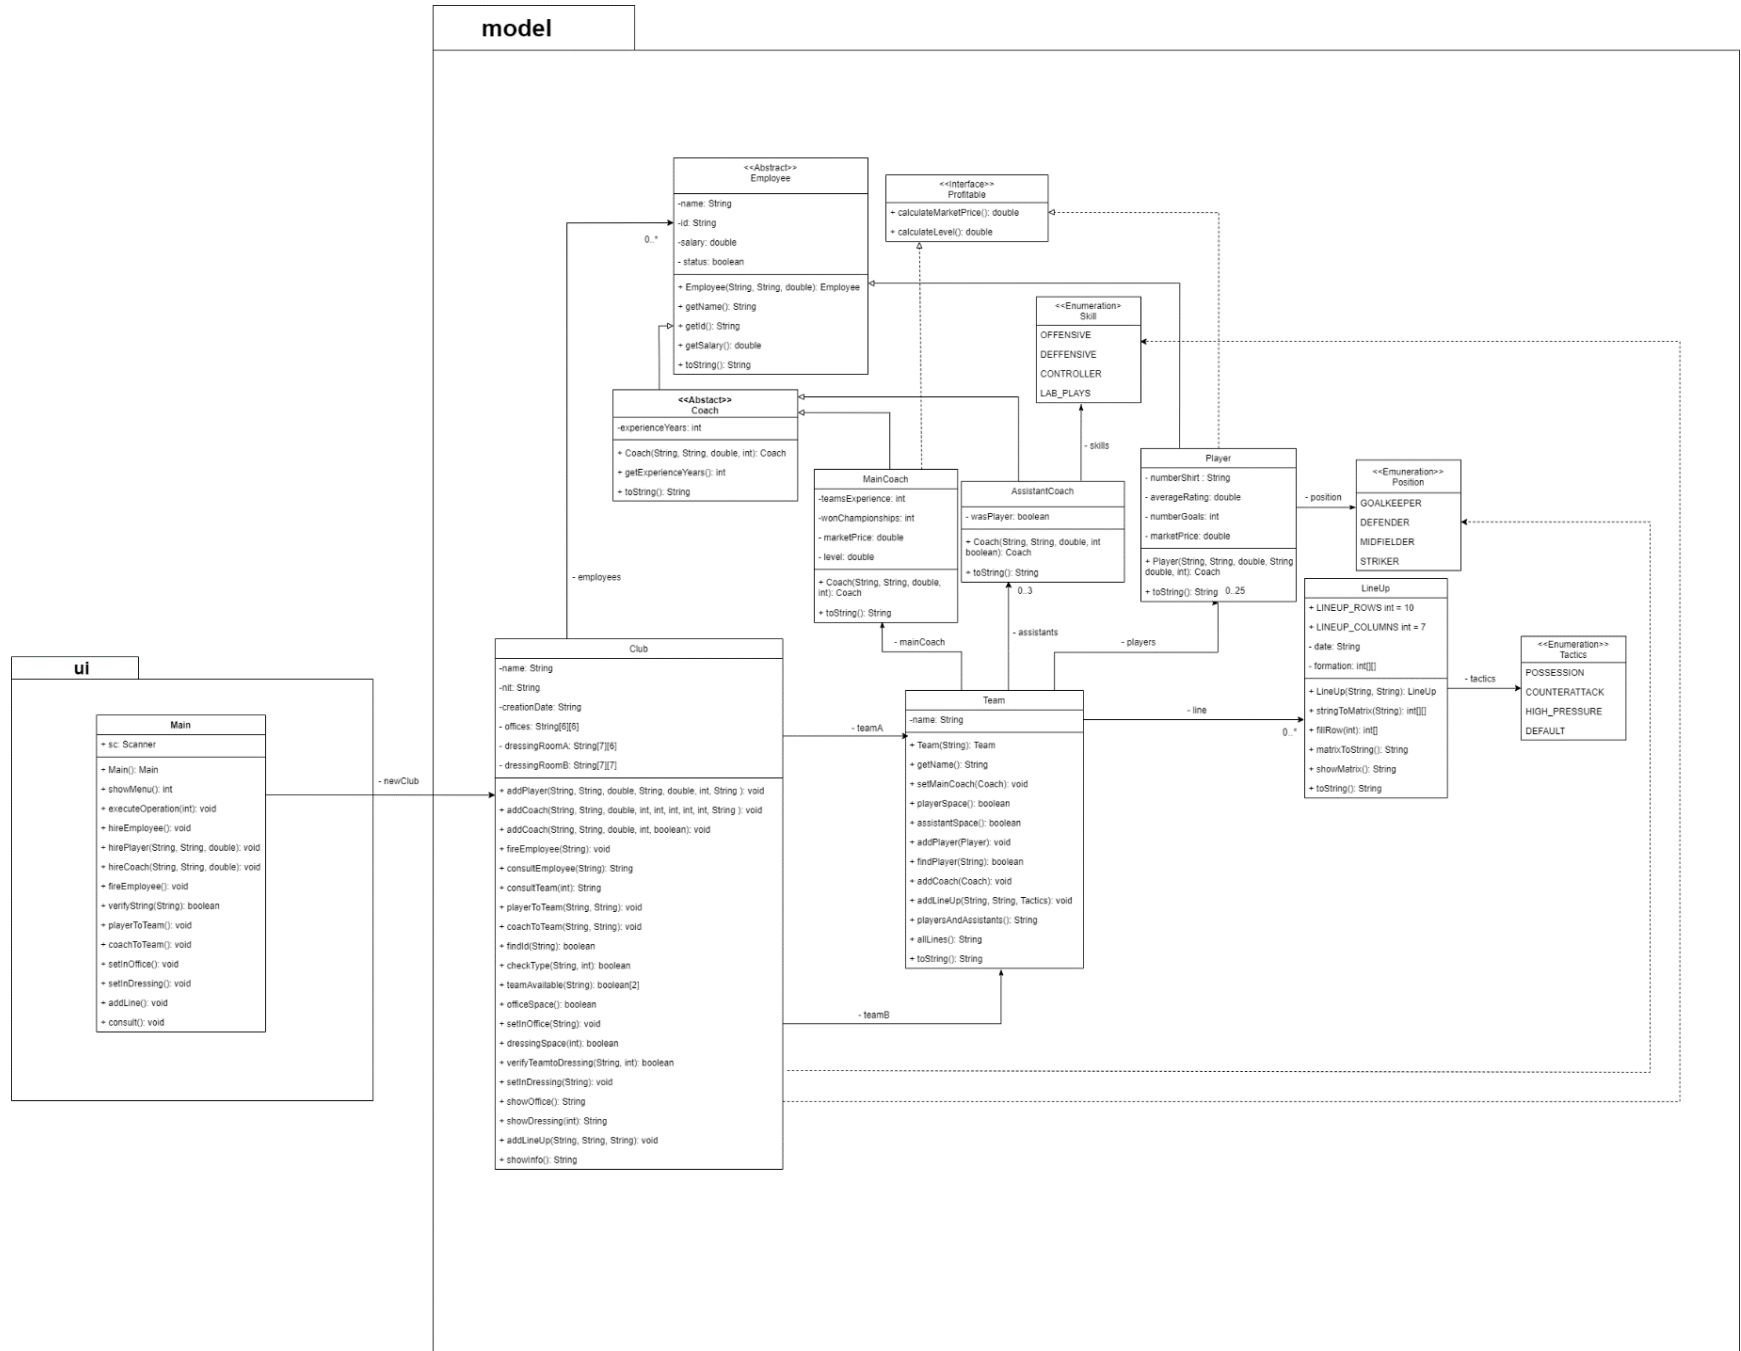 model
<<Abstract>>
Employee
-name: String
-id: String
-salary: double
- status: boolean
+ Employee(String, String, double): Employee
+ getName(): String
+ getId(): String
+ getSalary(): double
+ toString(): String
0..*
<<Interface>>
Profitable
+ calculateMarketPrice(): double
+ calculateLevel(): double
<<Enumeration>
Skill
OFFENSIVE
DEFFENSIVE
CONTROLLER
LAB_PLAYS
<<Abstact>>
Coach
-experienceYears: int
+ Coach(String, String, double, int): Coach
+ getExperienceYears(): int
+ toString(): String
- skills
MainCoach
-teamsExperience: int
-wonChampionships: int
- marketPrice: double
- level: double
+ Coach(String, String, double,
int): Coach
+ toString(): String
AssistantCoach
- wasPlayer: boolean
+ Coach(String, String, double, int
boolean): Coach
+ toString(): String
0..3
Player
- numberShirt : String
- averageRating: double
- numberGoals: int
- marketPrice: double
+ Player(String, String, double, String
double, int): Coach
+ toString(): String
0..25
- position
<<Emuneration>>
Position
GOALKEEPER
DEFENDER
MIDFIELDER
STRIKER
- employees
LineUp
+ LINEUP_ROWS int = 10
+ LINEUP_COLUMNS int = 7
- date: String
- formation: int[][]
+ LineUp(String, String): LineUp
+ stringToMatrix(String): int[][]
+ fillRow(int): int[]
+ matrixToString(): String
+ showMatrix(): String
+ toString(): String
- tactics
<<Enumeration>>
Tactics
POSSESSION
COUNTERATTACK
HIGH_PRESSURE
DEFAULT
- mainCoach
- assistants
- players
ui
Main
+ sc: Scanner
+ Main(): Main
+ showMenu(): int
+ executeOperation(int): void
+ hireEmployee(): void
+ hirePlayer(String, String, double): void
+ hireCoach(String, String, double): void
+ fireEmployee(): void
+ verifyString(String): boolean
+ playerToTeam(): void
+ coachToTeam(): void
+ setInOffice(): void
+ setInDressing(): void
+ addLine(): void
+ consult(): void
- newClub
Club
-name: String
-nit: String
-creationDate: String
- offices: String[6][6]
- dressingRoomA: String[7][6]
- dressingRoomB: String[7][7]
+ addPlayer(String, String, double, String, double, int, String ): void
+ addCoach(String, String, double, int, int, int, int, int, String ): void
+ addCoach(String, String, double, int, boolean): void
+ fireEmployee(String): void
+ consultEmployee(String): String
+ consultTeam(int): String
+ playerToTeam(String, String): void
+ coachToTeam(String, String): void
+ findId(String): boolean
+ checkType(String, int): boolean
+ teamAvailable(String): boolean[2]
+ officeSpace(): boolean
+ setInOffice(String): void
+ dressingSpace(int): boolean
+ verifyTeamtoDressing(String, int): boolean
+ setInDressing(String): void
+ showOffice(): String
+ showDressing(int): String
+ addLineUp(String, String, String): void
+ showInfo(): String
- teamA
Team
-name: String
+ Team(String): Team
+ getName(): String
+ setMainCoach(Coach): void
+ playerSpace(): boolean
+ assistantSpace(): boolean
+ addPlayer(Player): void
+ findPlayer(String): boolean
+ addCoach(Coach): void
+ addLineUp(String, String, Tactics): void
+ playersAndAssistants(): String
+ allLines(): String
+ toString(): String
- line
0..*
- teamB